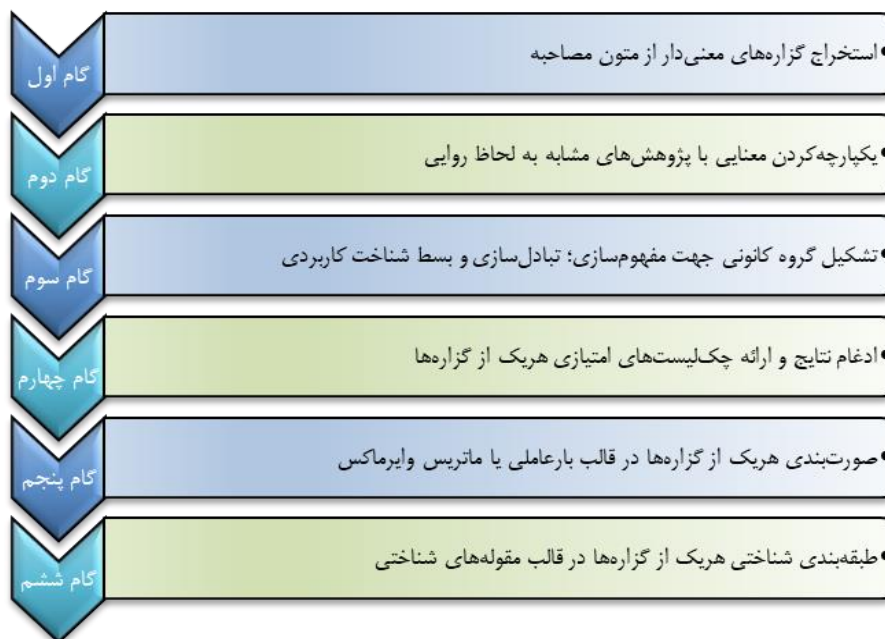 گام اول
•استخراج گزاره‌های معنی‌دار از متون مصاحبه
گام دوم
•یکپارچه‌کردن معنایی با پژوهش‌های مشابه به لحاظ روایی
گام سوم
•تشکیل گروه کانونی جهت مفهوم‌سازی؛ تبادل‌سازی و بسط شناخت کاربردی
گام چهارم
•ادغام نتایج و ارائه چک‌لیست‌های امتیازی هریک از گزاره‌ها
گام پنجم
•صورت‌بندی هریک از گزاره‌ها در قالب بارعاملی یا ماتریس وایرماکس
گام ششم
•طبقه‌بندی شناختی هریک از گزاره‌ها در قالب مقوله‌های شناختی